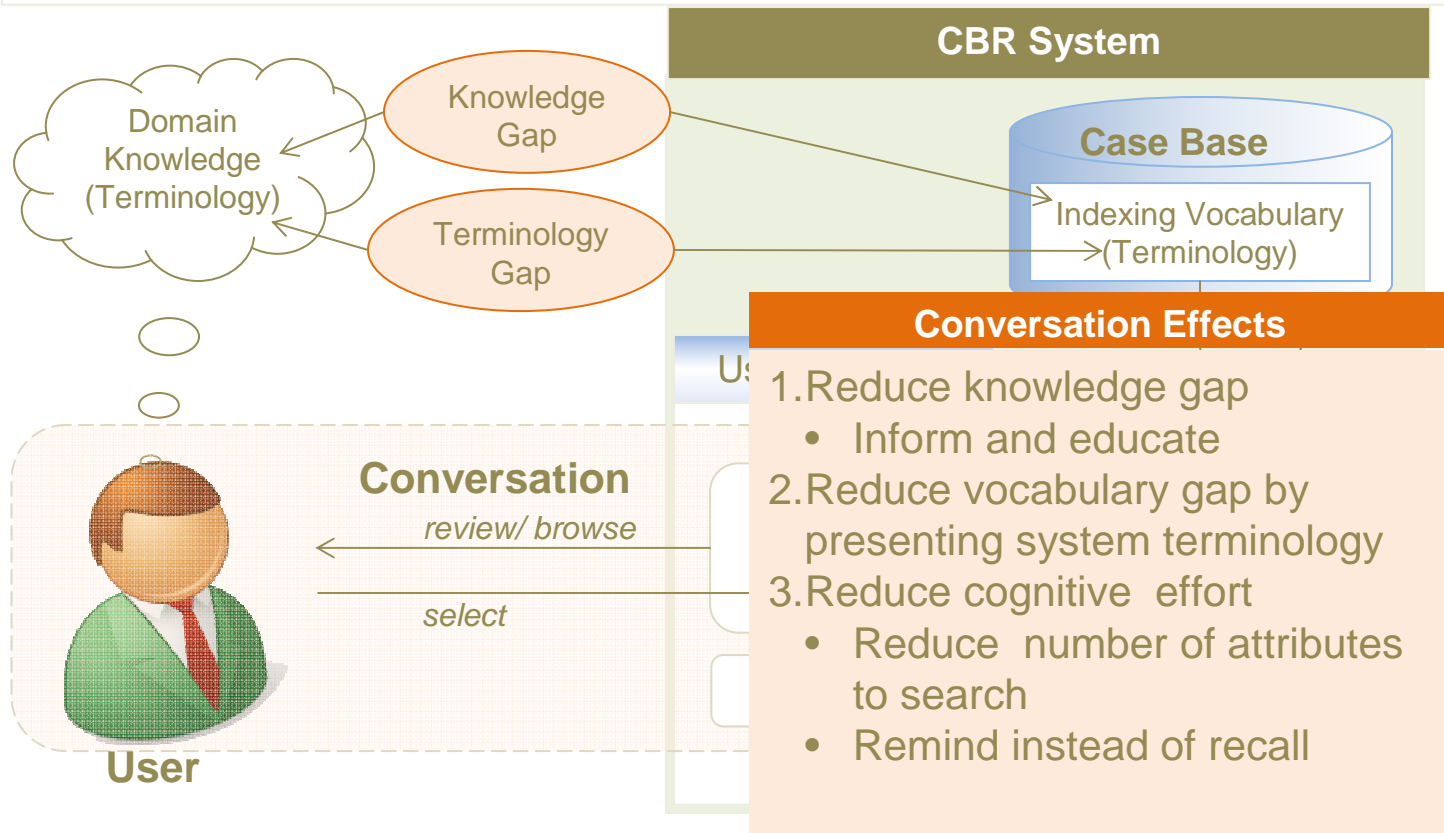 CBR System
Knowledge
Gap
Domain
Knowledge
(Terminology)
Case Base
Indexing Vocabulary
(Terminology)
Terminology
Gap
Conversation Effects
1.Reduce knowledge gap
• Inform and educate
2.Reduce vocabulary gap by
presenting system terminology
3.Reduce cognitive effort
• Reduce number of attributes
to search
• Remind instead of recall
Conversation
review/ browse
select
User